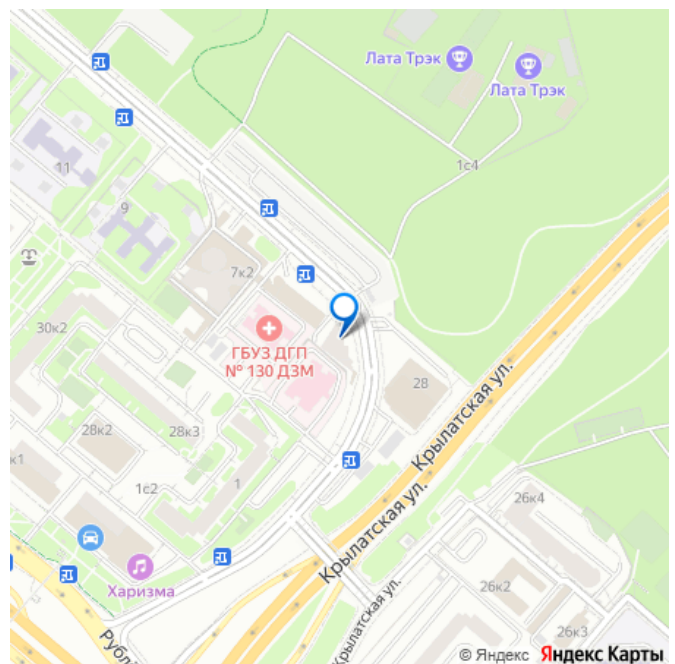 Лата Трэк
Лата Трэк
11
1с4
9
7к2
30к2
ГБУЗ ДГП
№ 130 ДЗМ
28
Крылатская ул.
28к2
28к3
к1
1с2
1
Крылатская ул.
26к4
Харизма
26к2
Крылатская ул.
26к3
Рубл
© Яндекс Яндекс Карты